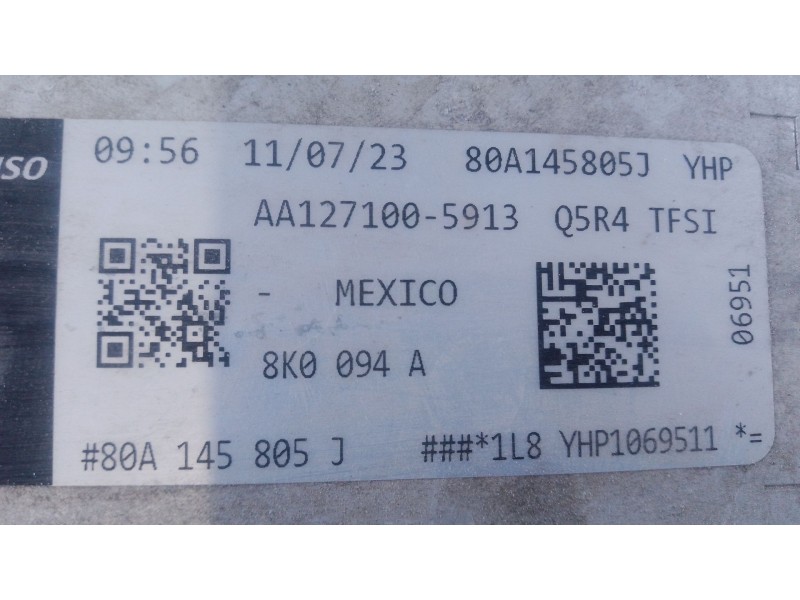 NSO
09:56 11/07/23 80A145805J YHP
AA127100-5913 Q5R4 TFSI
- MEXICO
8K0 094 A
06951
#80A 145 805 J ###*1L8 YHP1069511 *=